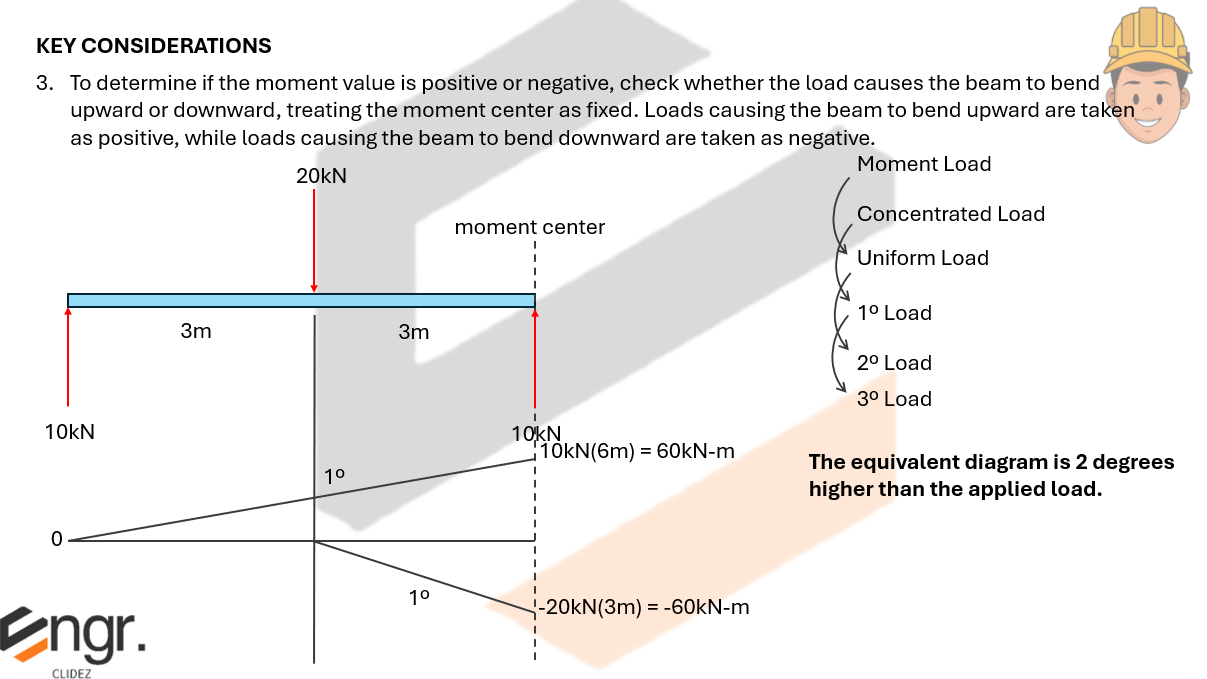 KEY CONSIDERATIONS
3. To determine if the moment value is positive or negative, check whether the load causes the beam to bend
upward or downward, treating the moment center as fixed. Loads causing the beam to bend upward are taken
as positive, while loads causing the beam to bend downward are taken as negative.
Moment Load
20kN
Concentrated Load
moment center
Uniform Load
1º Load
3m
3m
2º Load
3º Load
10kN
10kN
10kN(6m) = 60kN-m
The equivalent diagram is 2 degrees
higher than the applied load.
1º
0
1º
-20kN(3m) = -60kN-m
Engr.
CLIDEZ